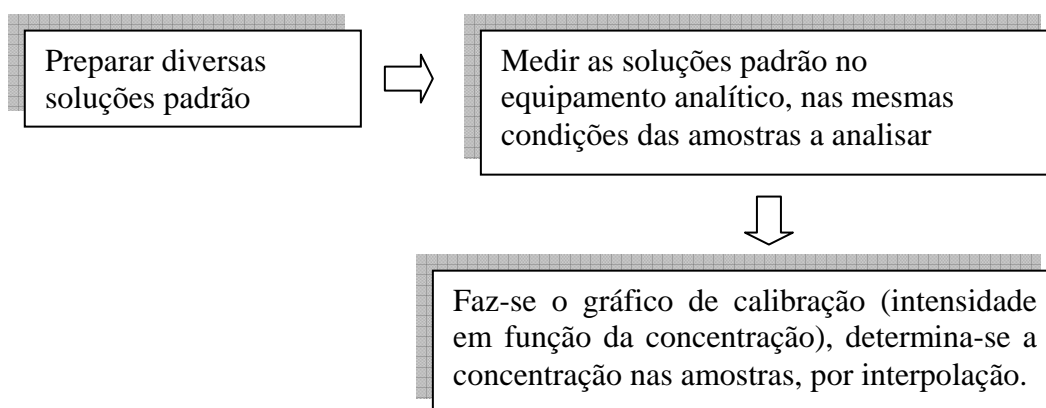 Preparar diversas
soluções padrão
Medir as soluções padrão no
equipamento analítico, nas mesmas
condições das amostras a analisar
Faz-se o gráfico de calibração (intensidade
em função da concentração), determina-se a
concentração nas amostras, por interpolação.